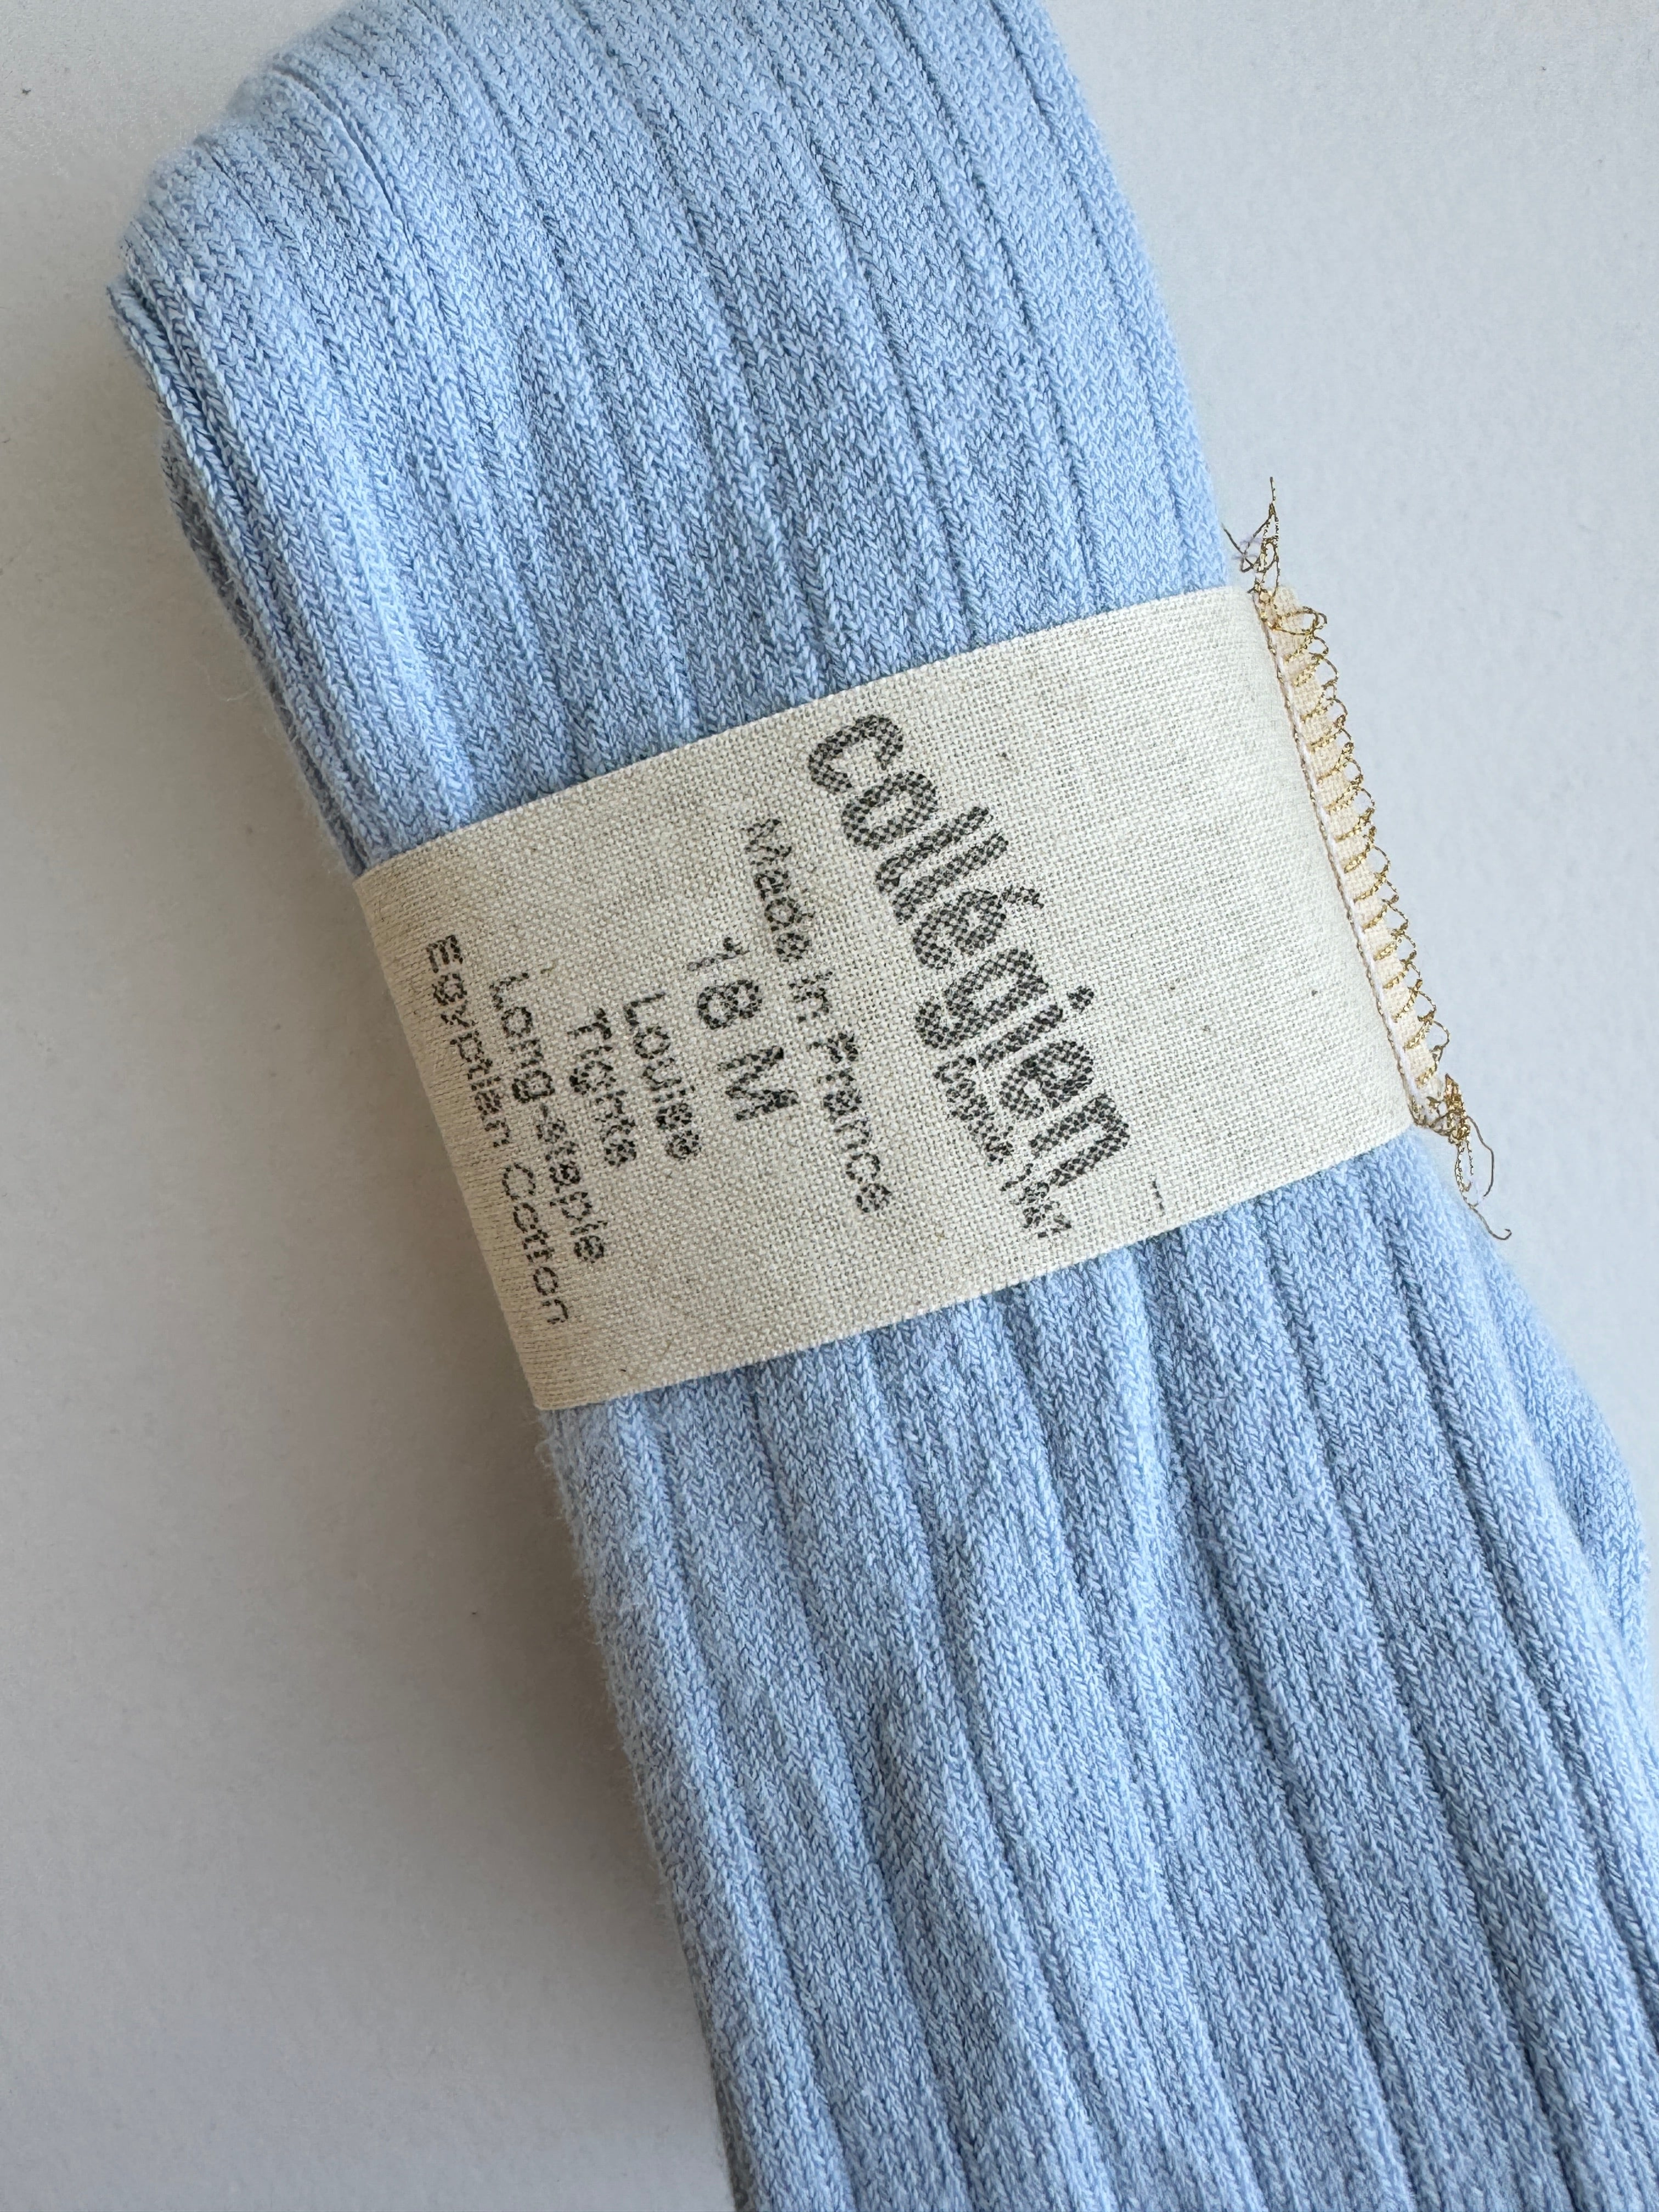 collégien
Made in France
18 M
Louise
Tights
Long-staple
Egyptian Cotton